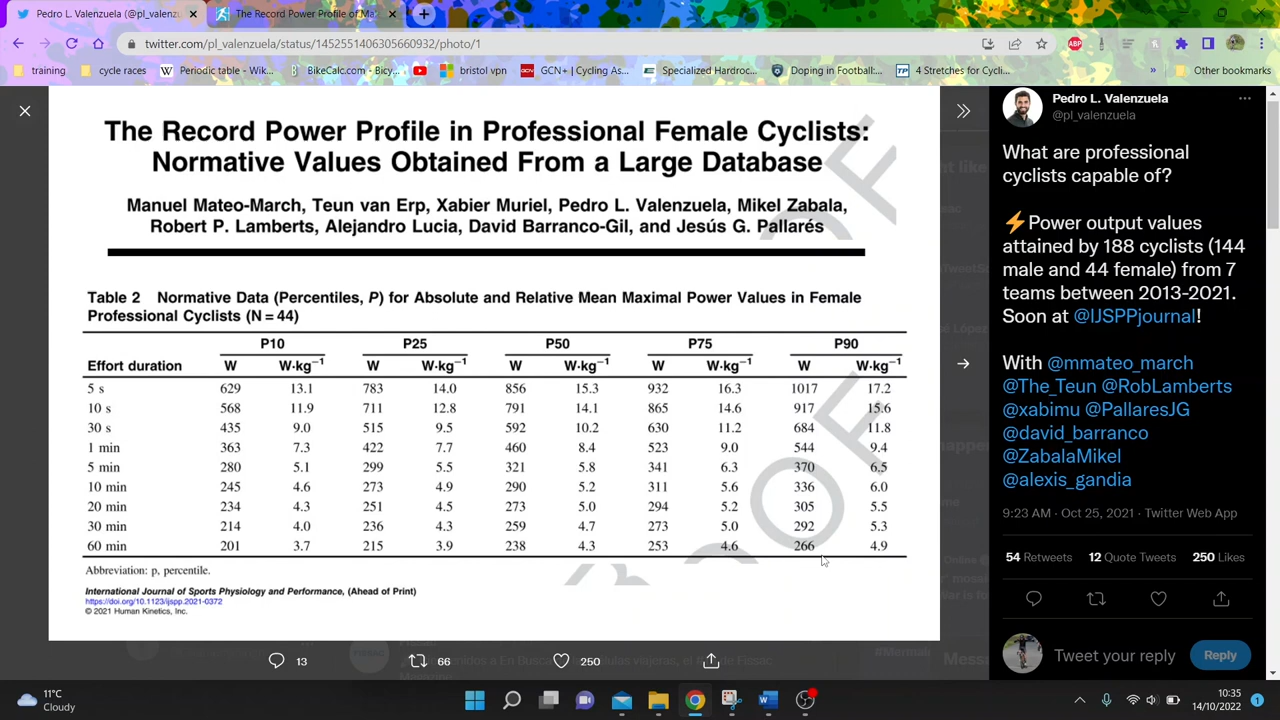 Pedro L. Valenzuela (@pl_valenz
The Record Power Profile of Ma
twitter.com/pl_valenzuela/status/1452551406305660932/photo/1
training
cycle races
Periodic table - Wik...
BikeCalc.com - Bicy...
bristol vpn
GCN+ | Cycling As...
Specialized Hardroc...
Doping in Football:...
4 Stretches for Cycli...
Other bookmarks
The Record Power Profile in Professional Female Cyclists:
Normative Values Obtained From a Large Database
Manuel Mateo-March, Teun van Erp, Xabier Muriel, Pedro L. Valenzuela, Mikel Zabala,
Robert P. Lamberts, Alejandro Lucia, David Barranco-Gil, and Jesús G. Pallarés
Table 2 Normative Data (Percentiles, P) for Absolute and Relative Mean Maximal Power Values in Female
Professional Cyclists (N = 44)
P10 P25 P50 P75 P90
Effort duration W W·kg⁻¹ W W·kg⁻¹ W W·kg⁻¹ W W·kg⁻¹ W W·kg⁻¹
5 s 629 13.1 783 14.0 856 15.3 932 16.3 1017 17.2
10 s 568 11.9 711 12.8 791 14.1 865 14.6 917 15.6
30 s 435 9.0 515 9.5 592 10.2 630 11.2 684 11.8
1 min 363 7.3 422 7.7 460 8.4 523 9.0 544 9.4
5 min 280 5.1 299 5.5 321 5.8 341 6.3 370 6.5
10 min 245 4.6 273 4.9 290 5.2 311 5.6 336 6.0
20 min 234 4.3 251 4.5 273 5.0 294 5.2 305 5.5
30 min 214 4.0 236 4.3 259 4.7 273 5.0 292 5.3
60 min 201 3.7 215 3.9 238 4.3 253 4.6 266 4.9
Abbreviation: p, percentile.
International Journal of Sports Physiology and Performance, (Ahead of Print)
https://doi.org/10.1123/ijspp.2021-0372
© 2021 Human Kinetics, Inc.
13
66
250
Pedro L. Valenzuela
@pl_valenzuela
What are professional
cyclists capable of?
⚡Power output values
attained by 188 cyclists (144
male and 44 female) from 7
teams between 2013-2021.
Soon at @IJSPPjournal!
With @mmateo_march
@The_Teun @RobLamberts
@xabimu @PallaresJG
@david_barranco
@ZabalaMikel
@alexis_gandia
9:23 AM · Oct 25, 2021 · Twitter Web App
54 Retweets 12 Quote Tweets 250 Likes
Tweet your reply
Reply
11°C
Cloudy
10:35
14/10/2022